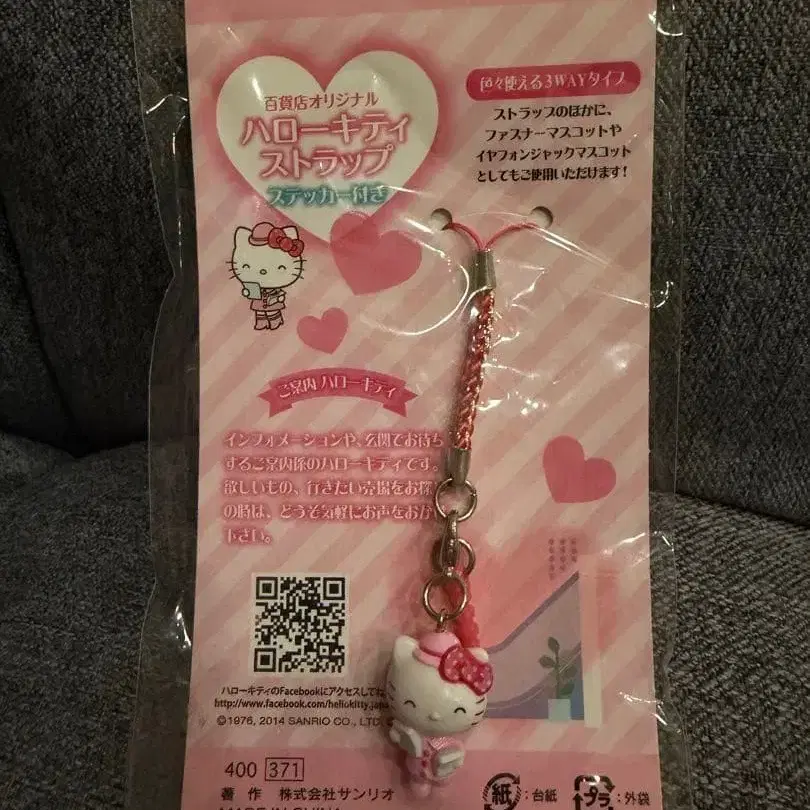 百貨店オリジナル
ハローキティ
ストラップ
ステッカー付き
色々使える3WAYタイプ
ストラップのほかに、
ファスナーマスコットや
イヤフォンジャックマスコット
としてもご使用いただけます!
ご案内 ハローキティ
インフォメーションや、玄関でお待ち
するご案内係のハローキティです。
欲しいもの、行きたい売場をお探し
の時は、どうぞ気軽にお声をおか
下さい。
ハローキティのFacebookにアクセスしてね
http://www.facebook.com/hellokitty.japa
©1976, 2014 SANRIO CO., LTD.
400 371
著作 株式会社サンリオ
紙:台紙
プラ:外袋